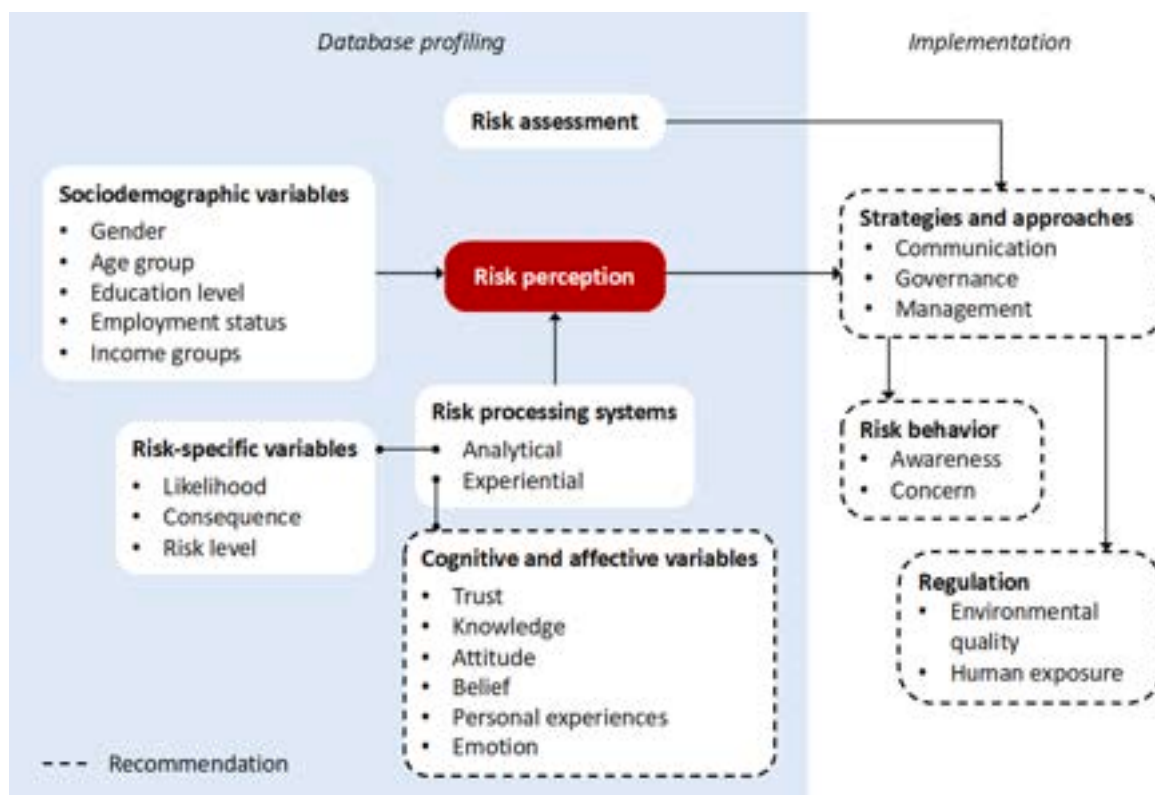 Database profiling
Implementation
Risk assessment
Sociodemographic variables
• Gender
• Age group
• Education level
• Employment status
• Income groups
Risk perception
Strategies and approaches
• Communication
• Governance
• Management
Risk processing systems
• Analytical
• Experiential
Risk-specific variables
• Likelihood
• Consequence
• Risk level
Risk behavior
• Awareness
• Concern
Cognitive and affective variables
• Trust
• Knowledge
• Attitude
• Belief
• Personal experiences
• Emotion
Regulation
• Environmental
quality
• Human exposure
Recommendation